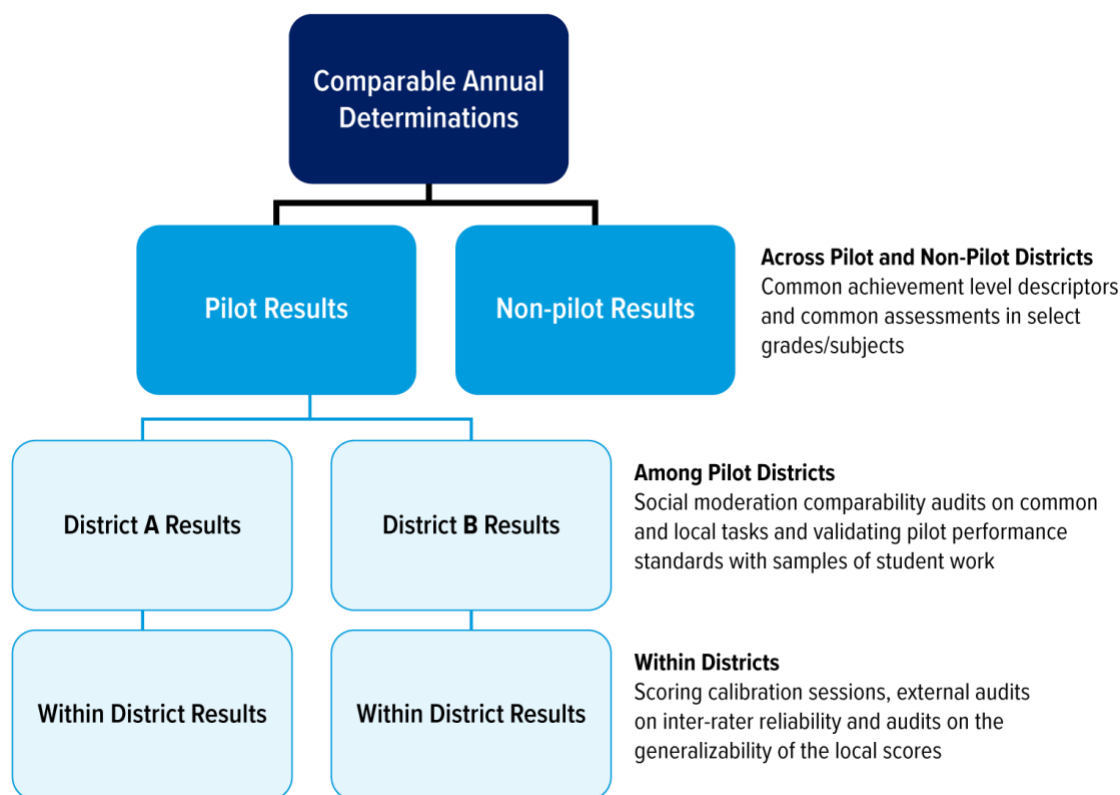 Comparable Annual
Determinations
Pilot Results
Non-pilot Results
Across Pilot and Non-Pilot Districts
Common achievement level descriptors
and common assessments in select
grades/subjects
District A Results
District B Results
Among Pilot Districts
Social moderation comparability audits on common
and local tasks and validating pilot performance
standards with samples of student work
Within District Results
Within District Results
Within Districts
Scoring calibration sessions, external audits
on inter-rater reliability and audits on the
generalizability of the local scores